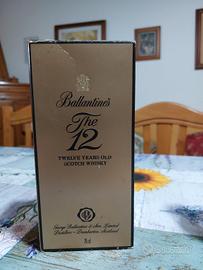 Ballantine's
The
12
TWELVE YEARS OLD
SCOTCH WHISKY
George Ballantine & Son Limited
Distillers - Dumbarton, Scotland